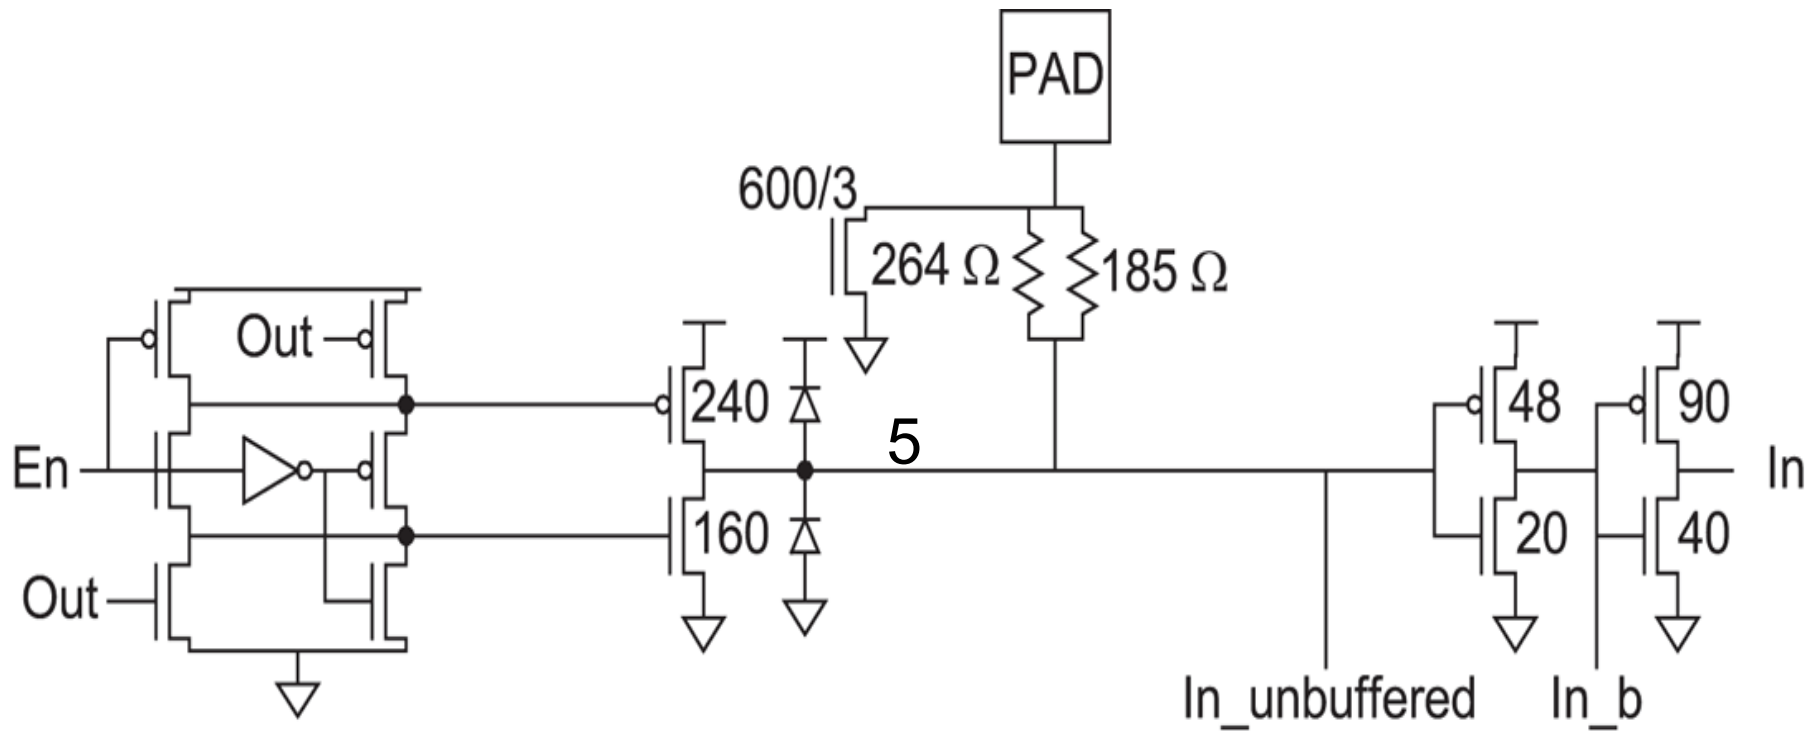 PAD
600/3
264 Ω
185 Ω
Out
240
48
90
En
5
In
160
20
40
Out
In_unbuffered
In_b